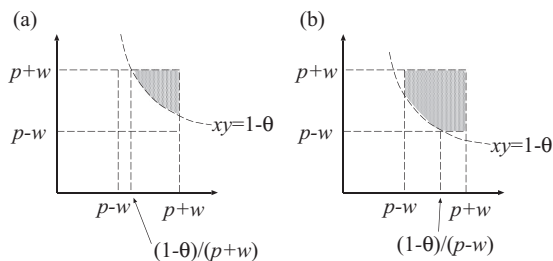 (a)
p+w
p-w
xy=1-θ
p-w
p+w
(1-θ)/(p+w)
(b)
p+w
p-w
xy=1-θ
p-w
p+w
(1-θ)/(p-w)